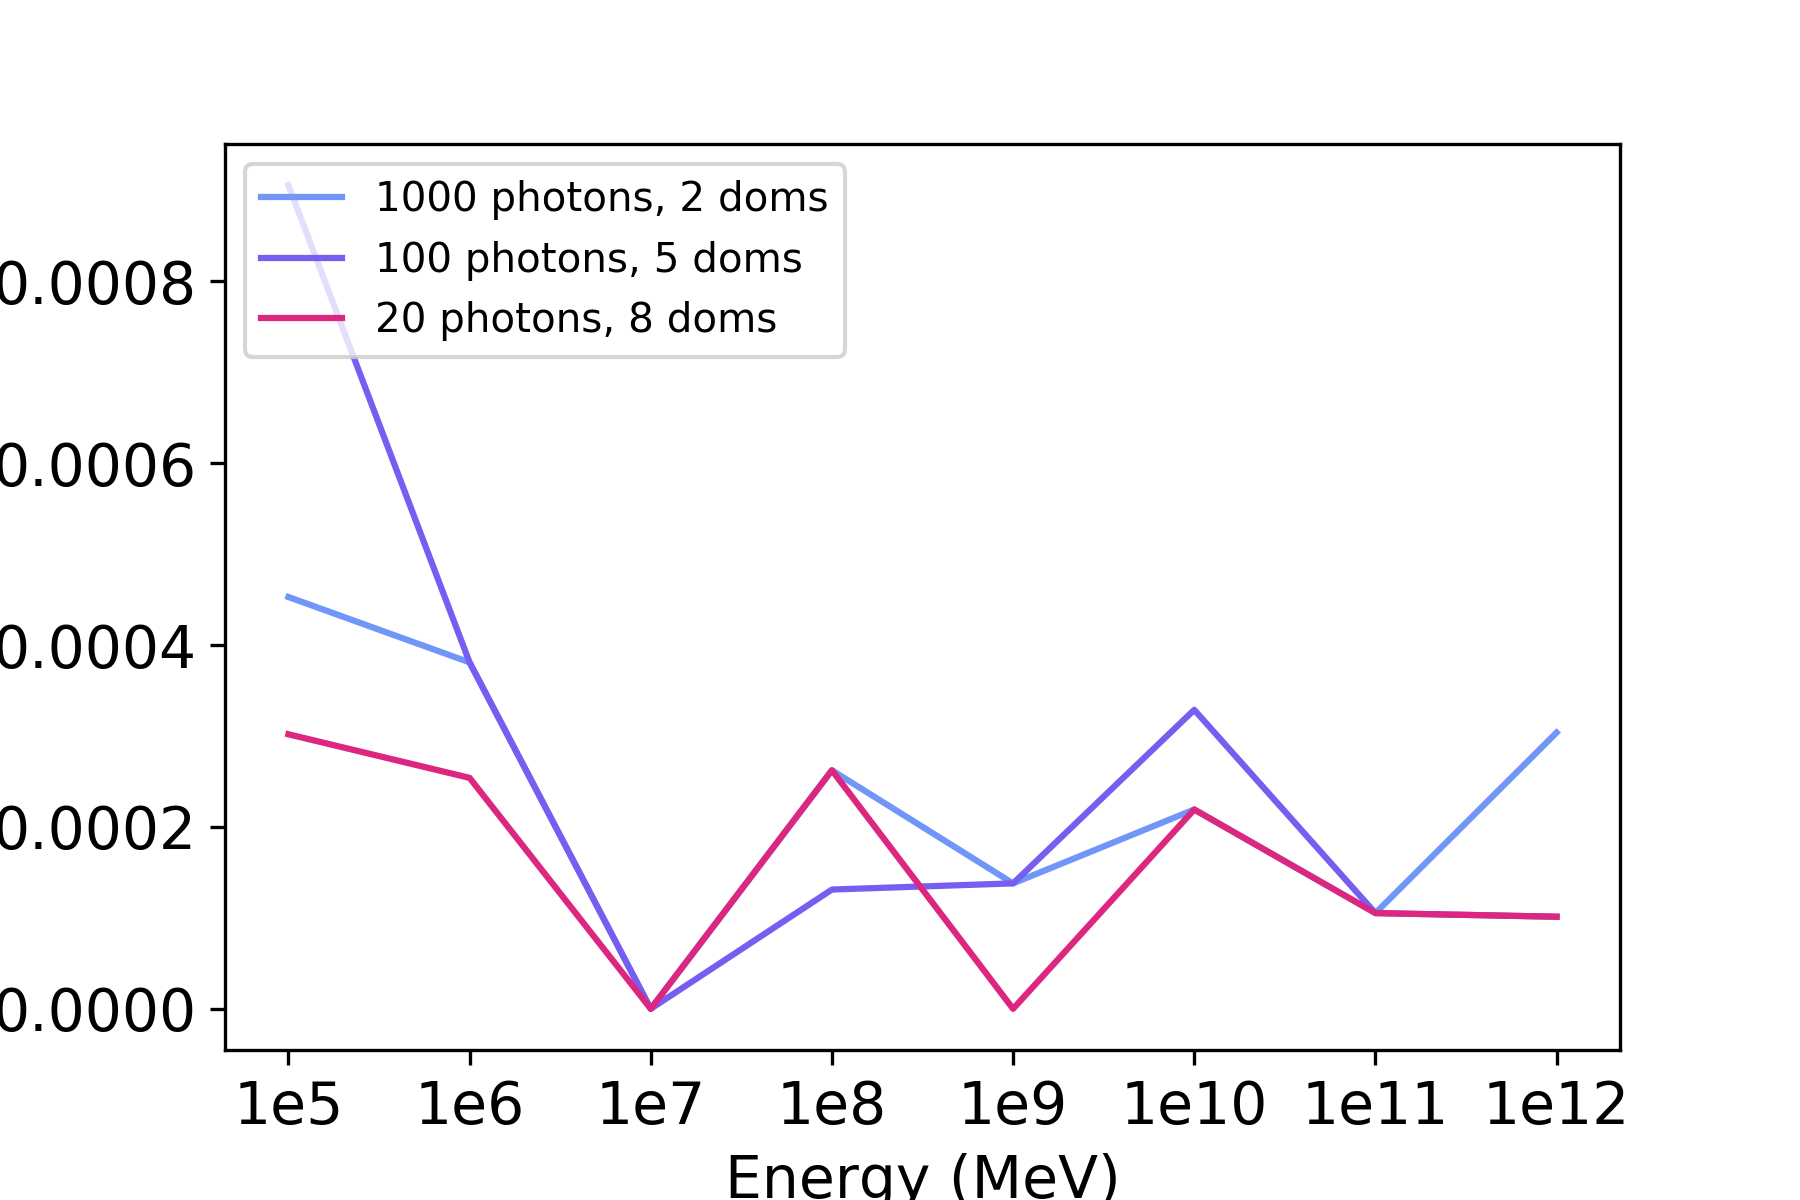 1000 photons, 2 doms
100 photons, 5 doms
20 photons, 8 doms
0.0008
0.0006
0.0004
0.0002
0.0000
1e5 1e6 1e7 1e8 1e9 1e10 1e11 1e12
Energy (MeV)